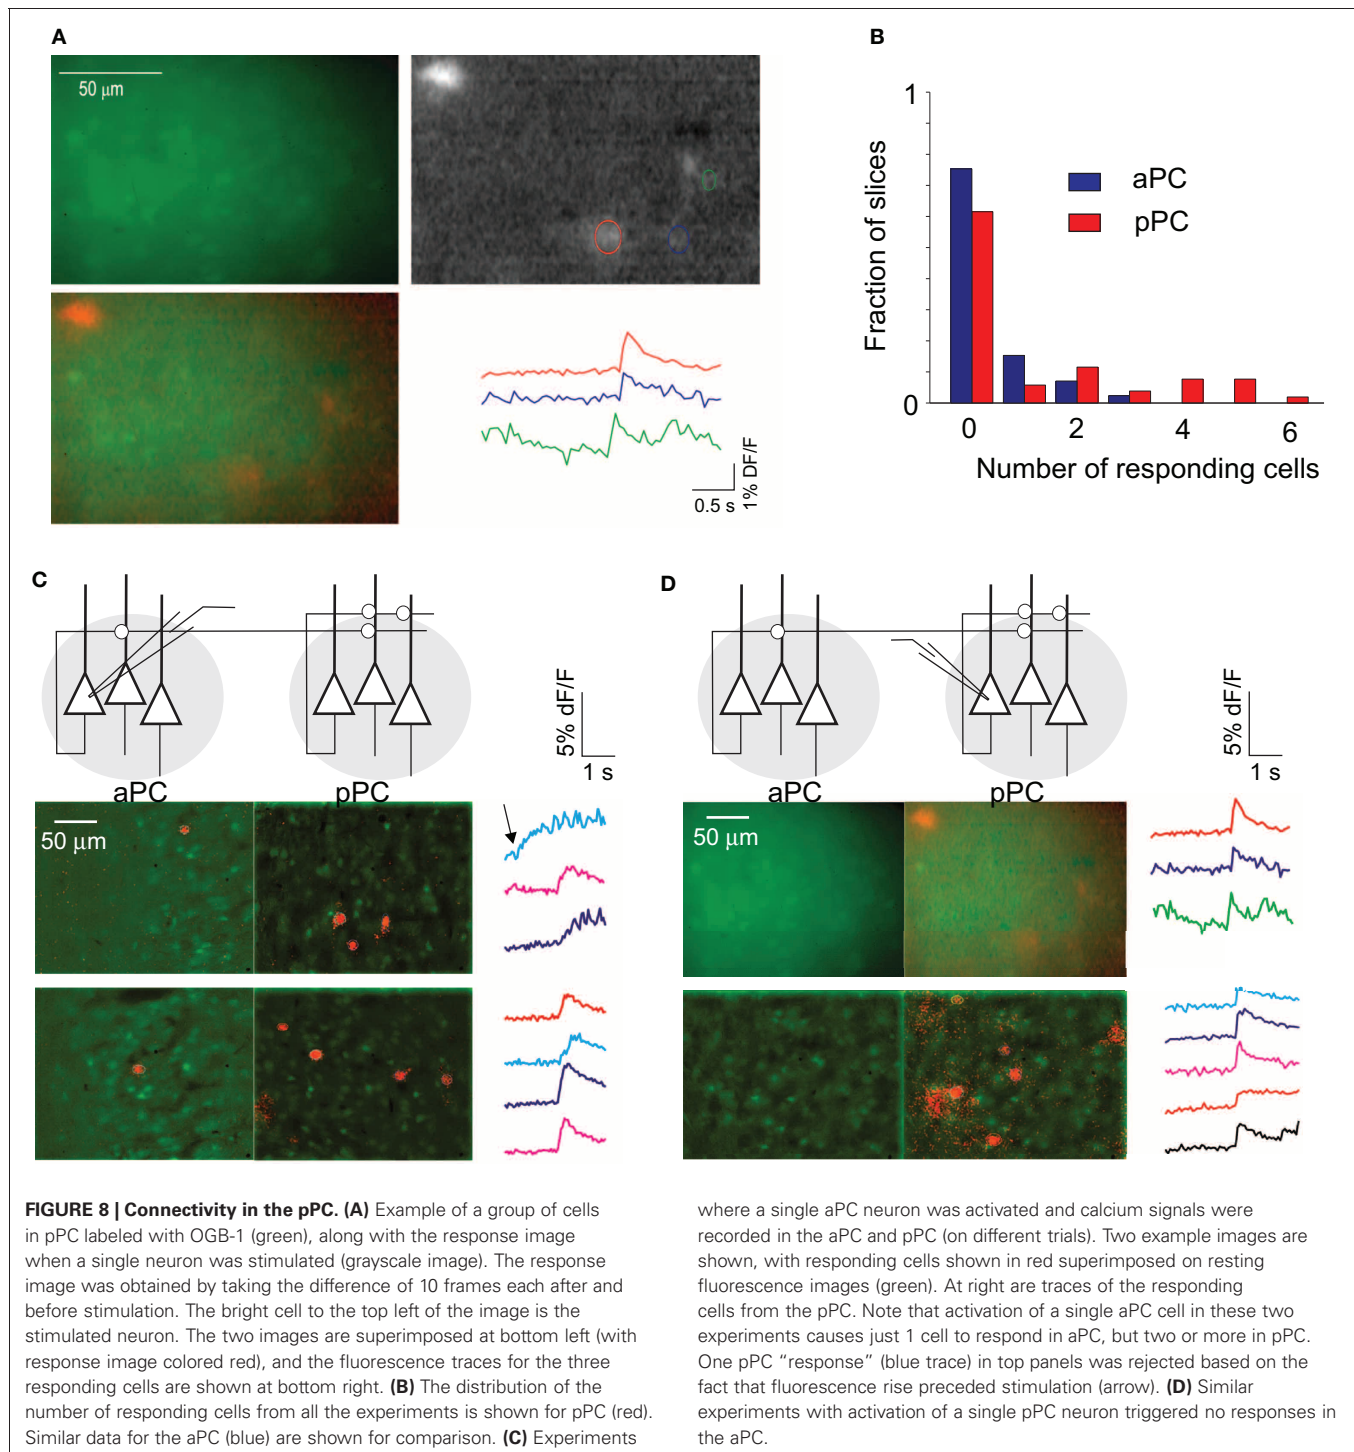 A
50 μm
0.5 s
1% DF/F
B
1
0
Fraction of slices
aPC
pPC
0
2
4
6
Number of responding cells
C
aPC
pPC
5% dF/F
1 s
50 μm
D
aPC
pPC
5% dF/F
1 s
50 μm
FIGURE 8 | Connectivity in the pPC. (A) Example of a group of cells
in pPC labeled with OGB-1 (green), along with the response image
when a single neuron was stimulated (grayscale image). The response
image was obtained by taking the difference of 10 frames each after and
before stimulation. The bright cell to the top left of the image is the
stimulated neuron. The two images are superimposed at bottom left (with
response image colored red), and the fluorescence traces for the three
responding cells are shown at bottom right. (B) The distribution of the
number of responding cells from all the experiments is shown for pPC (red).
Similar data for the aPC (blue) are shown for comparison. (C) Experiments
where a single aPC neuron was activated and calcium signals were
recorded in the aPC and pPC (on different trials). Two example images are
shown, with responding cells shown in red superimposed on resting
fluorescence images (green). At right are traces of the responding
cells from the pPC. Note that activation of a single aPC cell in these two
experiments causes just 1 cell to respond in aPC, but two or more in pPC.
One pPC “response” (blue trace) in top panels was rejected based on the
fact that fluorescence rise preceded stimulation (arrow). (D) Similar
experiments with activation of a single pPC neuron triggered no responses in
the aPC.